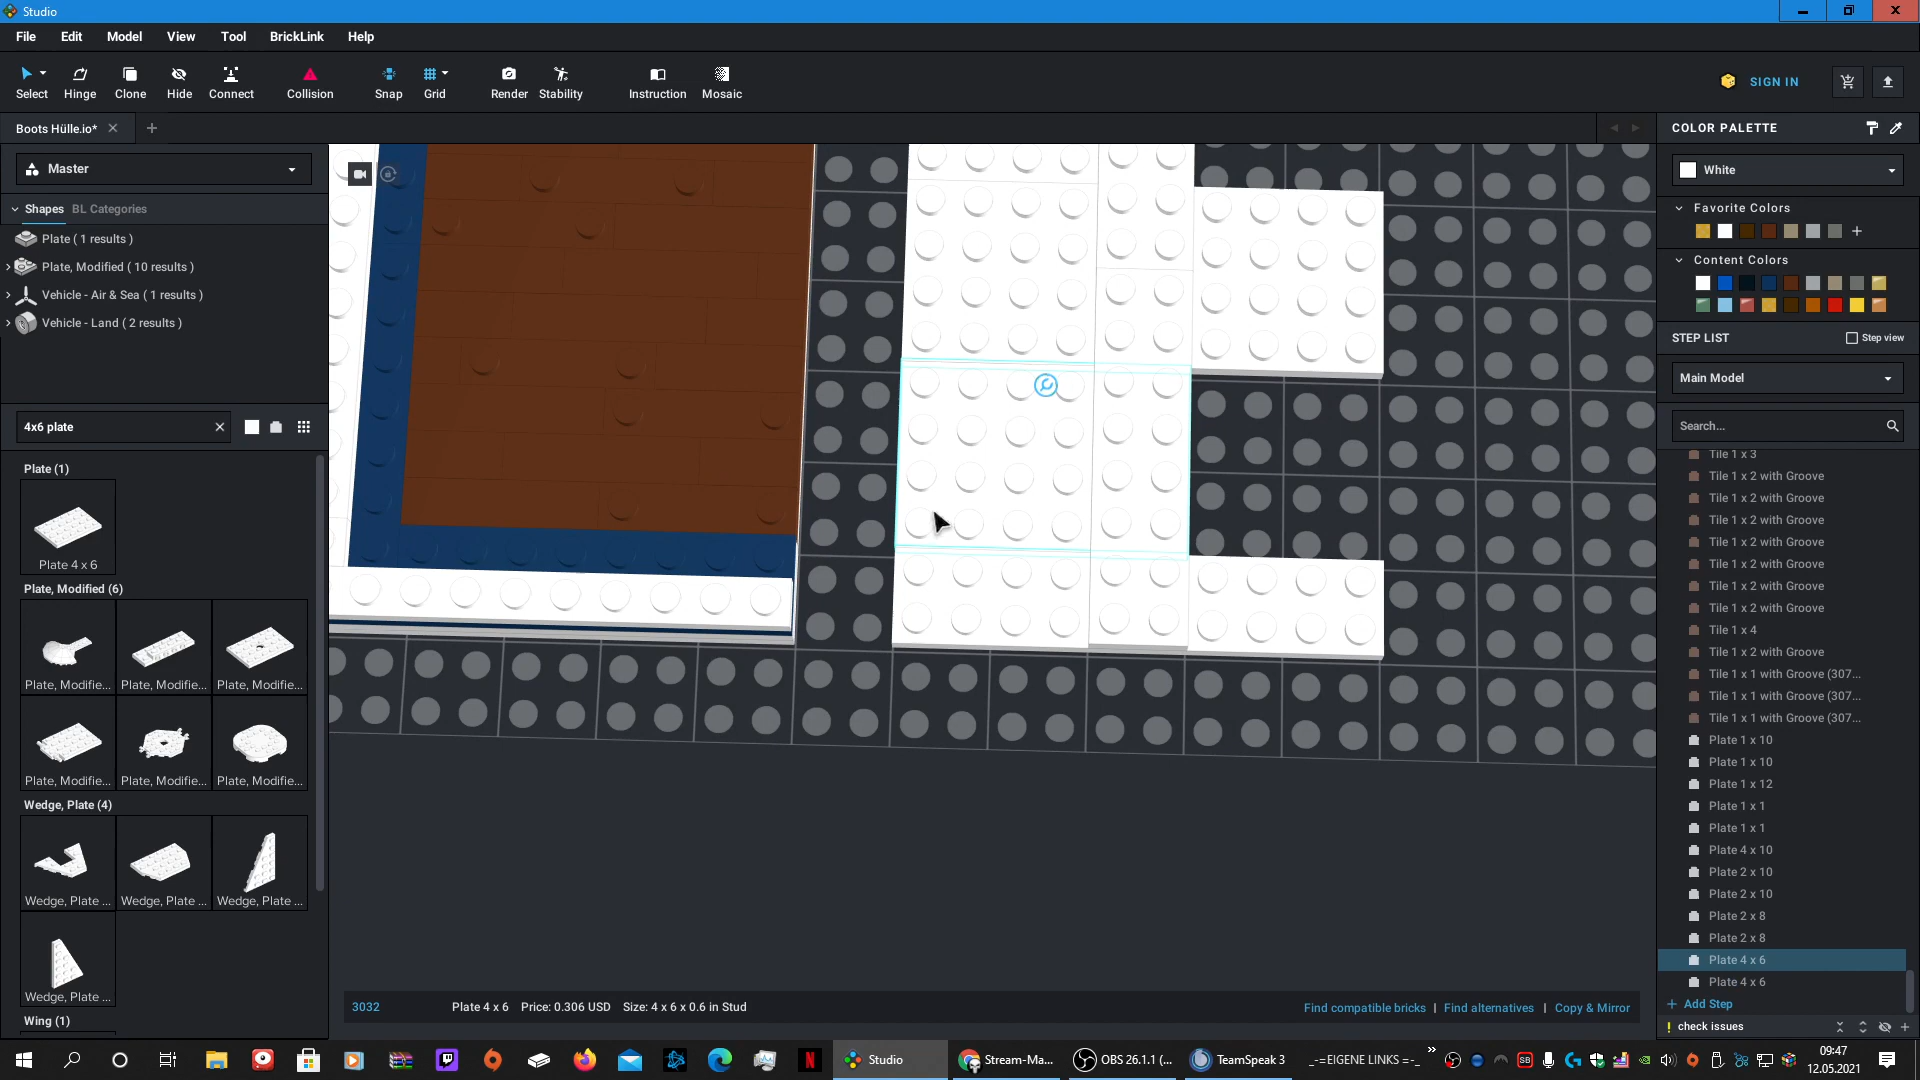 Studio
File Edit Model View Tool BrickLink Help
Select Hinge Clone Hide Connect Collision Snap Grid Render Stability Instruction Mosaic
SIGN IN
Boots Hülle.io*
COLOR PALETTE
Master
White
Shapes BL Categories
Favorite Colors
Plate ( 1 results )
Plate, Modified ( 10 results )
Content Colors
Vehicle - Air & Sea ( 1 results )
Vehicle - Land ( 2 results )
STEP LIST
Step view
Main Model
4x6 plate
Search...
Tile 1 x 3
Plate (1)
Tile 1 x 2 with Groove
Tile 1 x 2 with Groove
Tile 1 x 2 with Groove
Tile 1 x 2 with Groove
Plate 4 x 6
Tile 1 x 2 with Groove
Plate, Modified (6)
Tile 1 x 2 with Groove
Tile 1 x 2 with Groove
Tile 1 x 4
Tile 1 x 2 with Groove
Tile 1 x 1 with Groove (307...
Plate, Modifie... Plate, Modifie... Plate, Modifie...
Tile 1 x 1 with Groove (307...
Tile 1 x 1 with Groove (307...
Plate 1 x 10
Plate 1 x 10
Plate, Modifie... Plate, Modifie... Plate, Modifie...
Plate 1 x 12
Wedge, Plate (4)
Plate 1 x 1
Plate 1 x 1
Plate 4 x 10
Plate 2 x 10
Plate 2 x 10
Wedge, Plate ... Wedge, Plate ... Wedge, Plate ...
Plate 2 x 8
Plate 2 x 8
Plate 4 x 6
Plate 4 x 6
Wedge, Plate ...
Add Step
3032 Plate 4 x 6 Price: 0.306 USD Size: 4 x 6 x 0.6 in Stud Find compatible bricks | Find alternatives | Copy & Mirror
Wing (1)
check issues
Studio Stream-Ma... OBS 26.1.1 (... TeamSpeak 3 _-=EIGENE LINKS =-_
09:47
12.05.2021